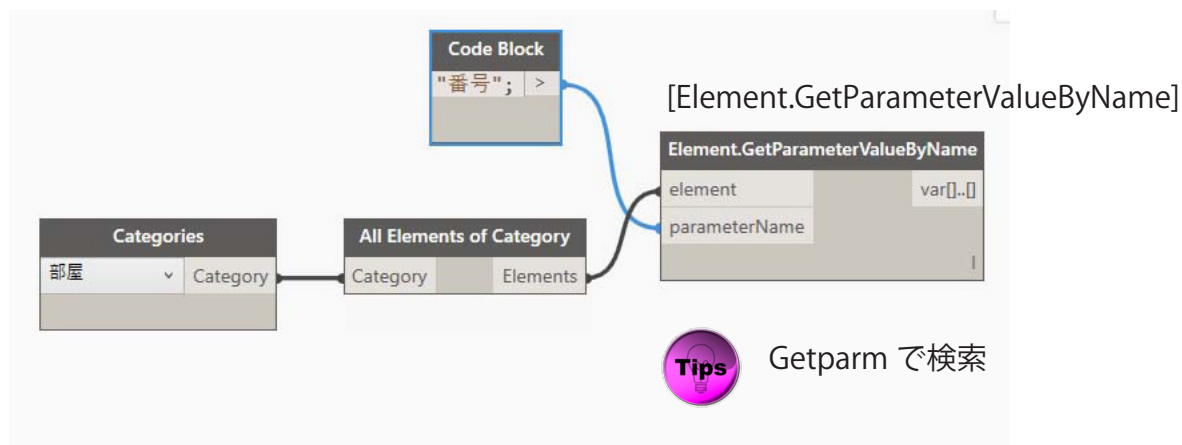 Code Block
"番号"; >
[Element.GetParameterValueByName]
Element.GetParameterValueByName
element var[]..[]
parameterName
Categories
部屋 Category
All Elements of Category
Category Elements
Tips
Getparm で検索